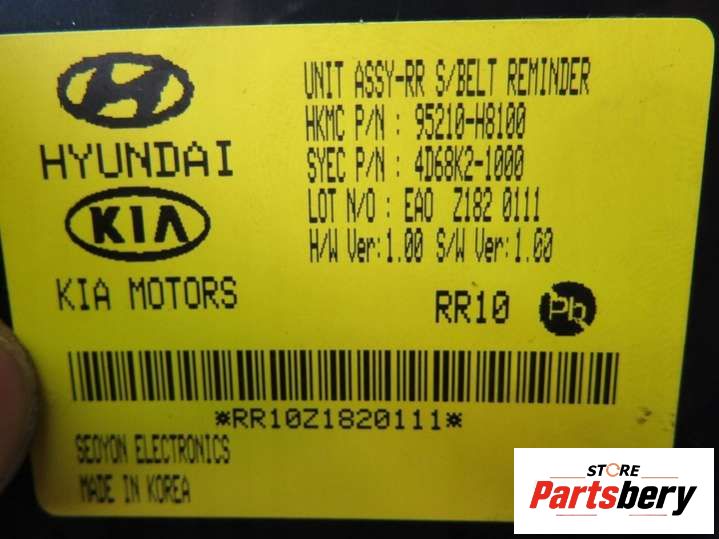 UNIT ASSY-RR S/BELT REMINDER
HKMC P/N : 95210-H8100
SYEC P/N : 4D68K2-1000
LOT N/O : EAO Z182 0111
H/W Ver:1.00 S/W Ver:1.00
HYUNDAI
KIA
KIA MOTORS
RR10 Pb
*RR10Z1820111*
SEOYON ELECTRONICS
MADE IN KOREA
STORE
Partsbery